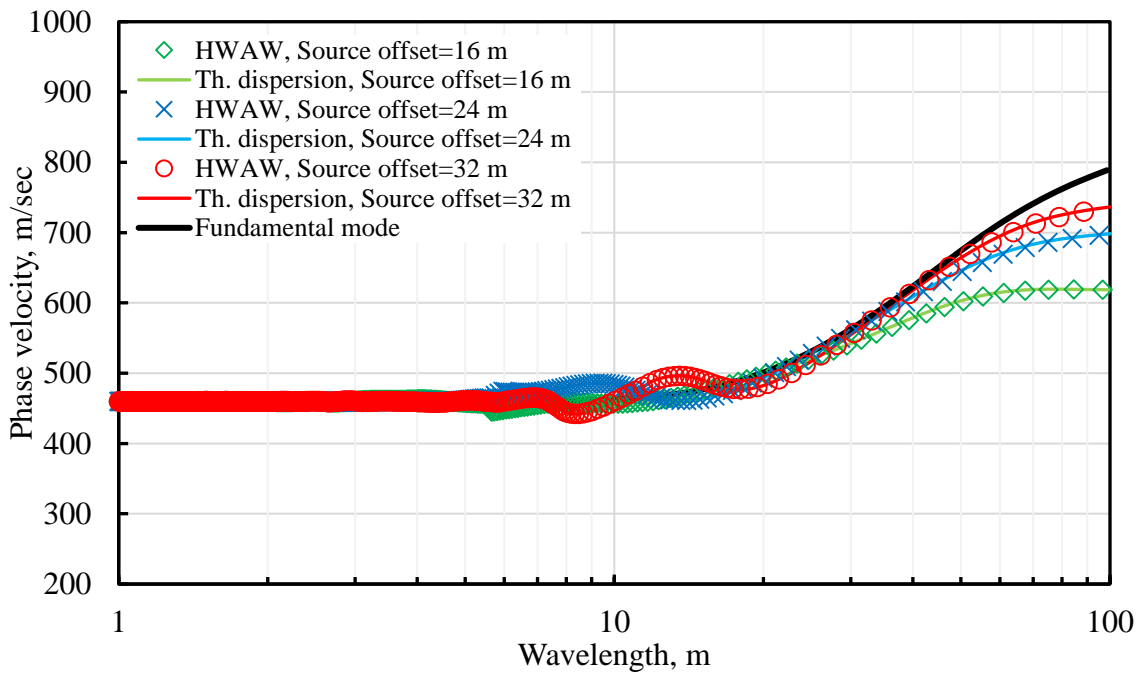 1000
900
800
700
600
500
400
300
200
Phase velocity, m/sec
HWAW, Source offset=16 m
Th. dispersion, Source offset=16 m
HWAW, Source offset=24 m
Th. dispersion, Source offset=24 m
HWAW, Source offset=32 m
Th. dispersion, Source offset=32 m
Fundamental mode
1
10
100
Wavelength, m